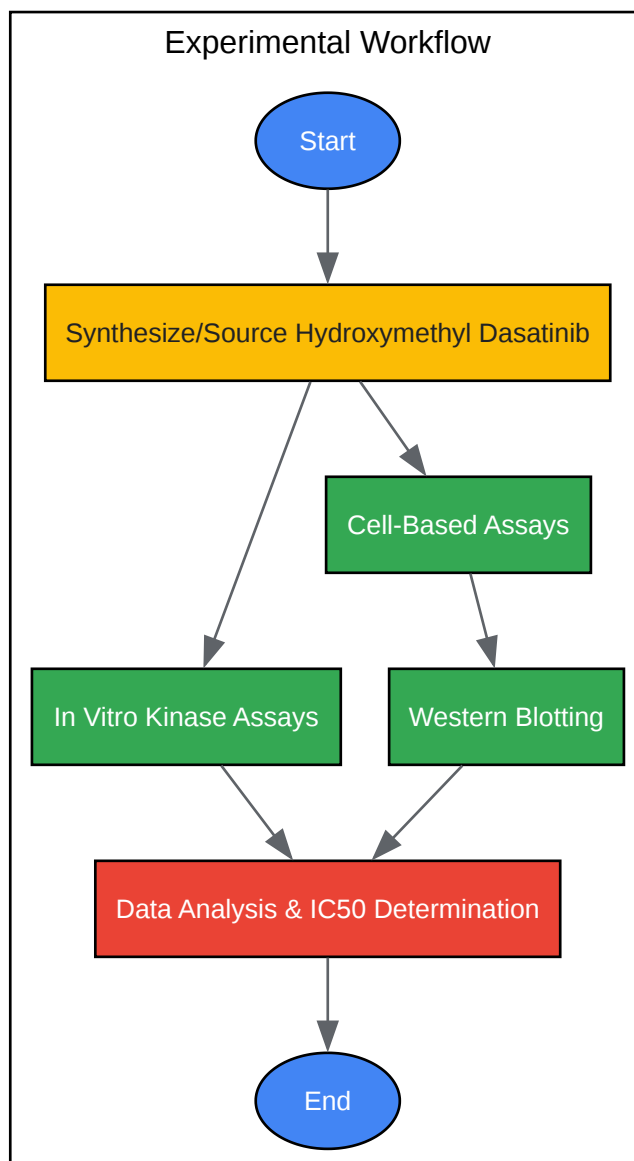 Experimental Workflow
Start
Synthesize/Source Hydroxymethyl Dasatinib
Cell-Based Assays
In Vitro Kinase Assays
Western Blotting
Data Analysis & IC50 Determination
End